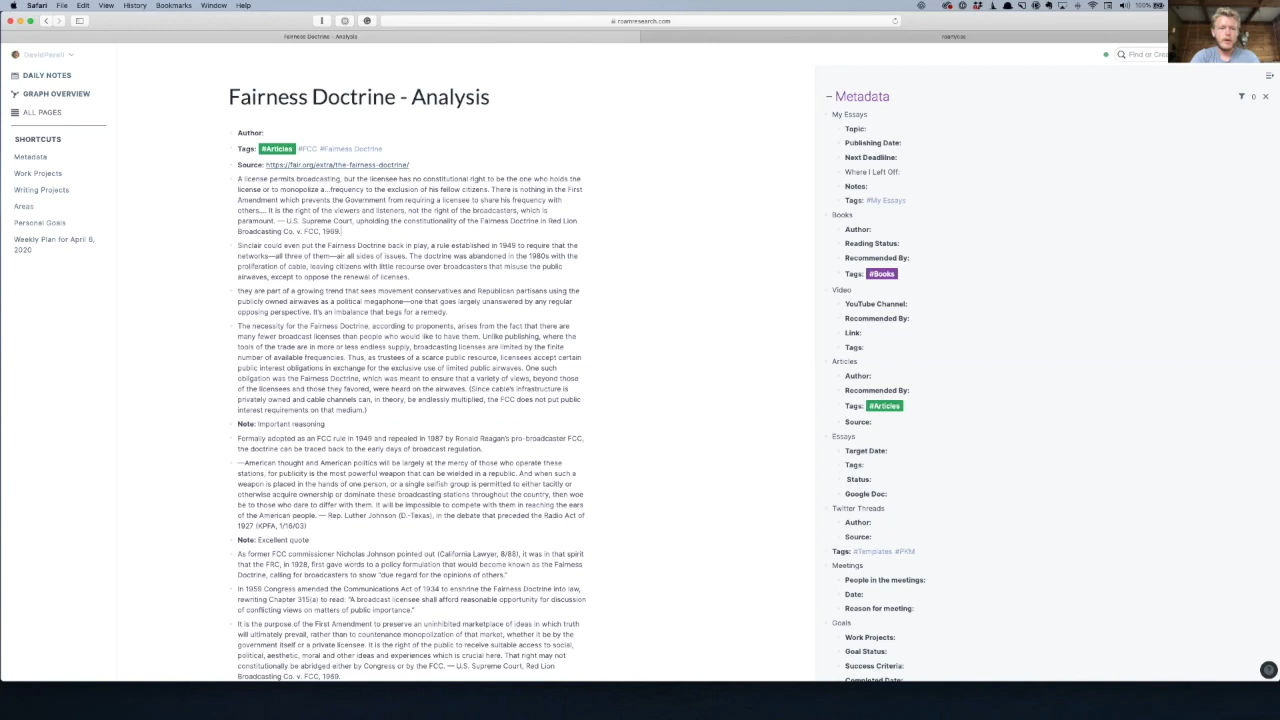 Safari File Edit View History Bookmarks Window Help
100%
roamresearch.com
Fairness Doctrine - Analysis
roam/css
DavidPerell
Find or Crea
DAILY NOTES
GRAPH OVERVIEW
ALL PAGES
SHORTCUTS
Metadata
Work Projects
Writing Projects
Areas
Personal Goals
Weekly Plan for April 6,
2020
Fairness Doctrine - Analysis
Author:
Tags: #Articles #FCC #Fairness Doctrine
Source: https://fair.org/extra/the-fairness-doctrine/
A license permits broadcasting, but the licensee has no constitutional right to be the one who holds the
license or to monopolize a...frequency to the exclusion of his fellow citizens. There is nothing in the First
Amendment which prevents the Government from requiring a licensee to share his frequency with
others.... It is the right of the viewers and listeners, not the right of the broadcasters, which is
paramount. — U.S. Supreme Court, upholding the constitutionality of the Fairness Doctrine in Red Lion
Broadcasting Co. v. FCC, 1969.
Sinclair could even put the Fairness Doctrine back in play, a rule established in 1949 to require that the
networks—all three of them—air all sides of issues. The doctrine was abandoned in the 1980s with the
proliferation of cable, leaving citizens with little recourse over broadcasters that misuse the public
airwaves, except to oppose the renewal of licenses.
they are part of a growing trend that sees movement conservatives and Republican partisans using the
publicly owned airwaves as a political megaphone—one that goes largely unanswered by any regular
opposing perspective. It's an imbalance that begs for a remedy.
The necessity for the Fairness Doctrine, according to proponents, arises from the fact that there are
many fewer broadcast licenses than people who would like to have them. Unlike publishing, where the
tools of the trade are in more or less endless supply, broadcasting licenses are limited by the finite
number of available frequencies. Thus, as trustees of a scarce public resource, licensees accept certain
public interest obligations in exchange for the exclusive use of limited public airwaves. One such
obligation was the Fairness Doctrine, which was meant to ensure that a variety of views, beyond those
of the licensees and those they favored, were heard on the airwaves. (Since cable's infrastructure is
privately owned and cable channels can, in theory, be endlessly multiplied, the FCC does not put public
interest requirements on that medium.)
Note: Important reasoning
Formally adopted as an FCC rule in 1949 and repealed in 1987 by Ronald Reagan's pro-broadcaster FCC,
the doctrine can be traced back to the early days of broadcast regulation.
—American thought and American politics will be largely at the mercy of those who operate these
stations, for publicity is the most powerful weapon that can be wielded in a republic. And when such a
weapon is placed in the hands of one person, or a single selfish group is permitted to either tacitly or
otherwise acquire ownership or dominate these broadcasting stations throughout the country, then woe
be to those who dare to differ with them. It will be impossible to compete with them in reaching the ears
of the American people. — Rep. Luther Johnson (D.-Texas), in the debate that preceded the Radio Act of
1927 (KPFA, 1/16/03)
Note: Excellent quote
As former FCC commissioner Nicholas Johnson pointed out (California Lawyer, 8/88), it was in that spirit
that the FRC, in 1928, first gave words to a policy formulation that would become known as the Fairness
Doctrine, calling for broadcasters to show "due regard for the opinions of others."
In 1959 Congress amended the Communications Act of 1934 to enshrine the Fairness Doctrine into law,
rewriting Chapter 315(a) to read: "A broadcast licensee shall afford reasonable opportunity for discussion
of conflicting views on matters of public importance."
It is the purpose of the First Amendment to preserve an uninhibited marketplace of ideas in which truth
will ultimately prevail, rather than to countenance monopolization of that market, whether it be by the
government itself or a private licensee. It is the right of the public to receive suitable access to social,
political, aesthetic, moral and other ideas and experiences which is crucial here. That right may not
constitutionally be abridged either by Congress or by the FCC. — U.S. Supreme Court, Red Lion
Broadcasting Co. v. FCC, 1969.
– Metadata
0
My Essays
Topic:
Publishing Date:
Next Deadliine:
Where I Left Off:
Notes:
Tags: #My Essays
Books
Author:
Reading Status:
Recommended By:
Tags: #Books
Video
YouTube Channel:
Recommended By:
Link:
Tags:
Articles
Author:
Recommended By:
Tags: #Articles
Source:
Essays
Target Date:
Tags:
Status:
Google Doc:
Twitter Threads
Author:
Source:
Tags: #Templates #PKM
Meetings
People in the meetings:
Date:
Reason for meeting:
Goals
Work Projects:
Goal Status:
Success Criteria:
Completed Date: